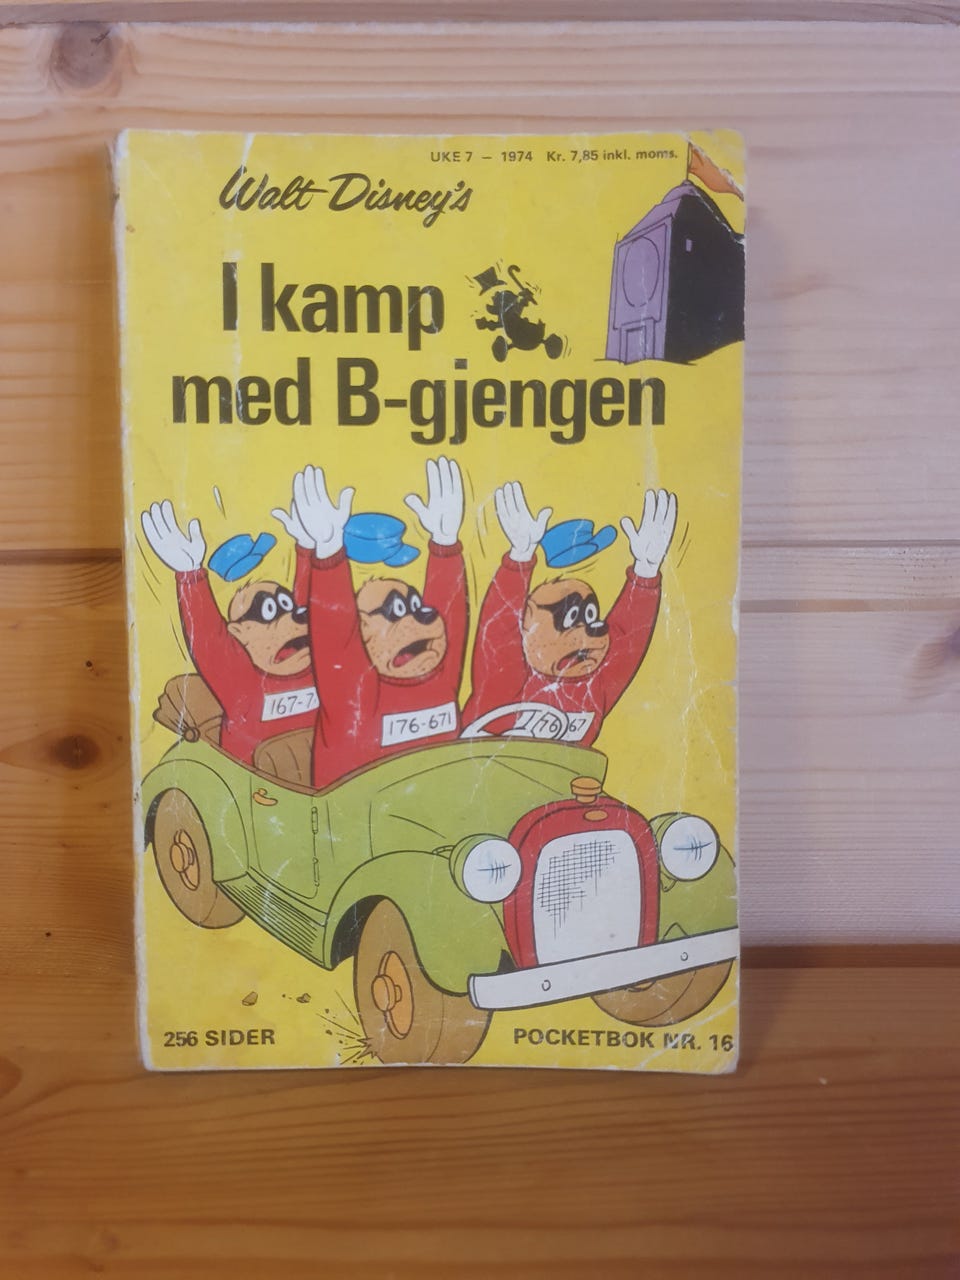 UKE 7 – 1974 Kr. 7,85 inkl. moms.
Walt Disney's
I kamp
med B-gjengen
167-7
176-671
176 67
256 SIDER
POCKETBOK NR. 16